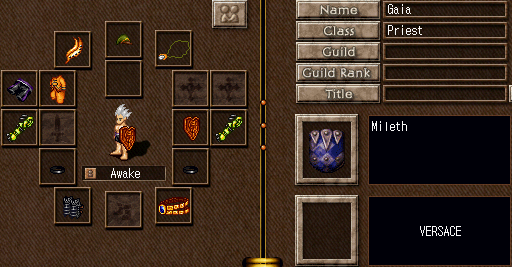 Name Gaia
Class Priest
Guild
Guild Rank
Title
Awake
Mileth
VERSACE